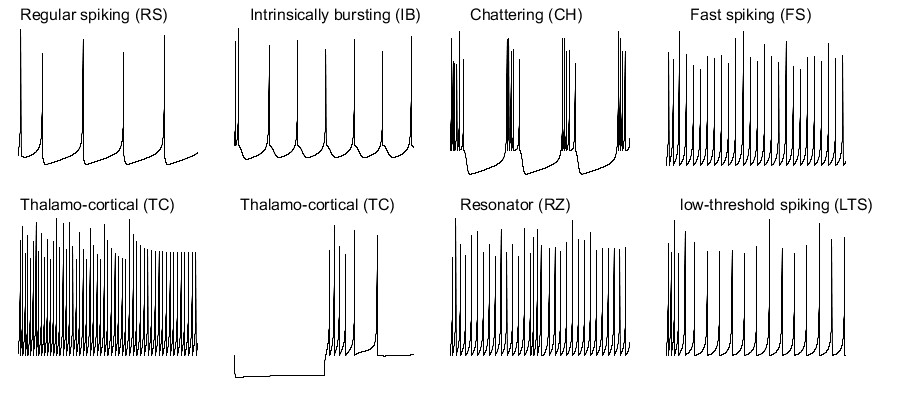 Regular spiking (RS)
Intrinsically bursting (IB)
Chattering (CH)
Fast spiking (FS)
Thalamo-cortical (TC)
Thalamo-cortical (TC)
Resonator (RZ)
low-threshold spiking (LTS)